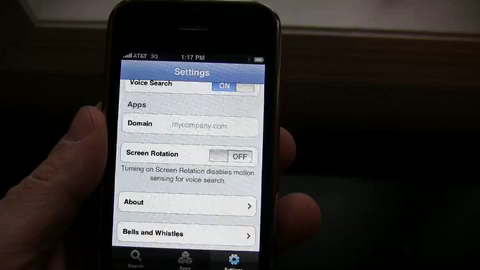 AT&T 3G 1:17 PM
Settings
Voice Search ON
Apps
Domain mycompany.com
Screen Rotation OFF
Turning on Screen Rotation disables motion
sensing for voice search.
About
Bells and Whistles
Search Apps Settings